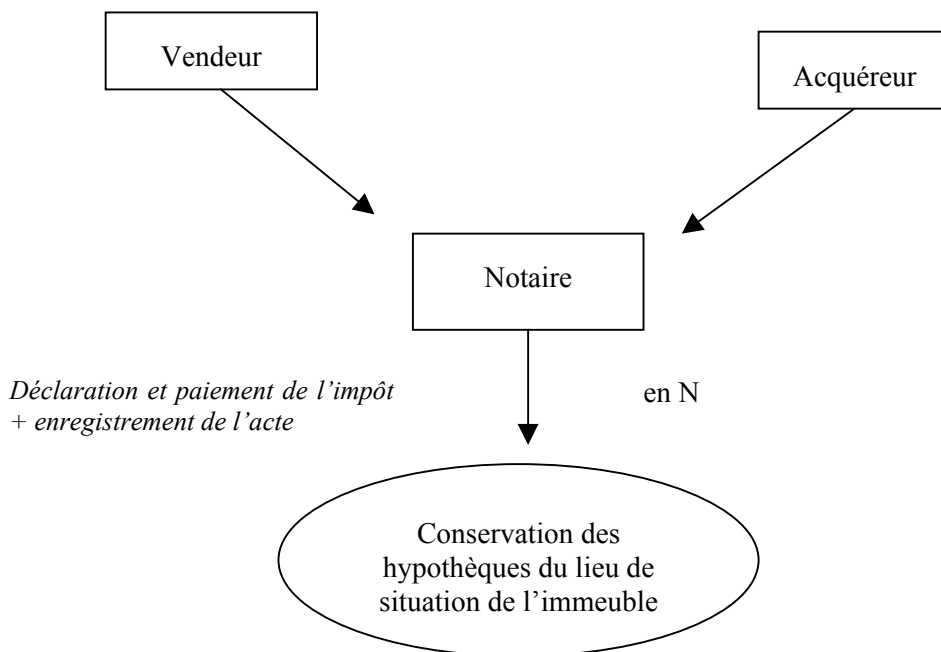 Vendeur
Acquéreur
Notaire
Déclaration et paiement de l’impôt
+ enregistrement de l’acte
en N
Conservation des
hypothèques du lieu de
situation de l’immeuble